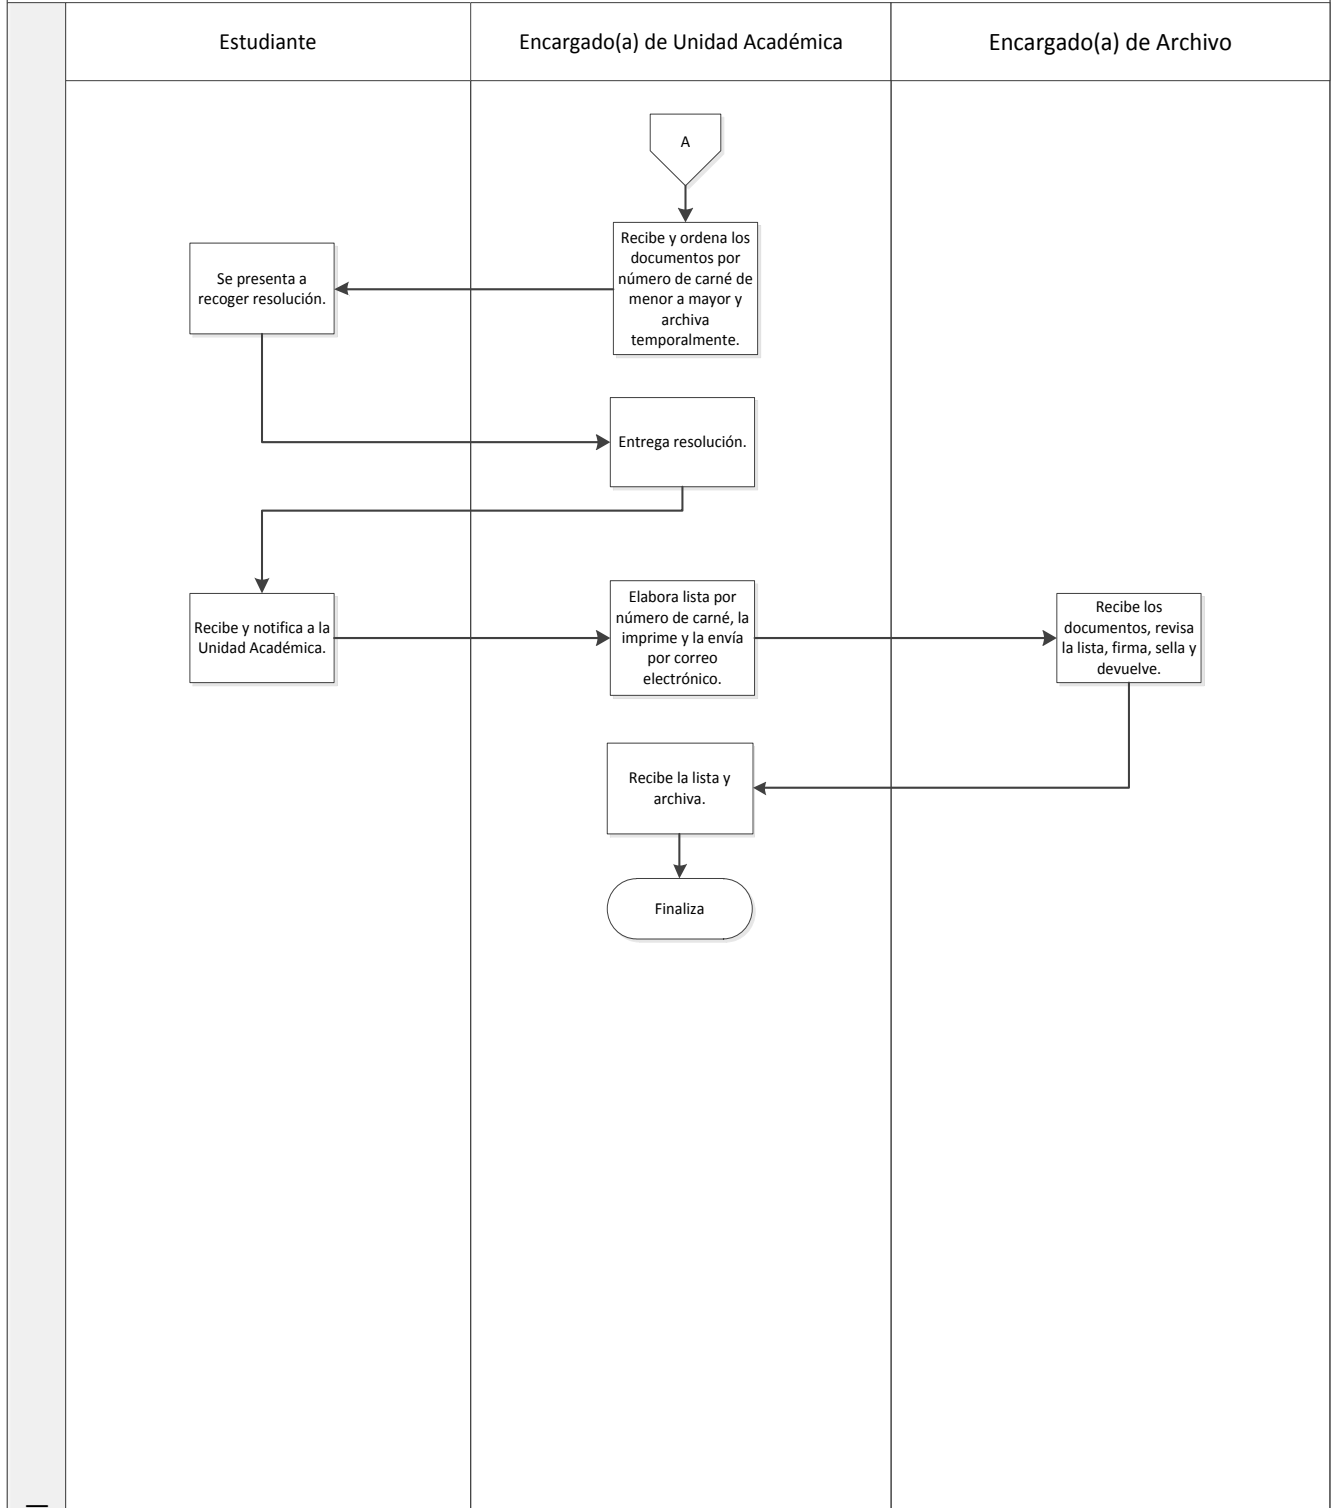 Estudiante
Encargado(a) de Unidad Académica
Encargado(a) de Archivo
A
Recibe y ordena los
documentos por
número de carné de
menor a mayor y
archiva
temporalmente.
Se presenta a
recoger resolución.
Entrega resolución.
Recibe y notifica a la
Unidad Académica.
Elabora lista por
número de carné, la
imprime y la envía
por correo
electrónico.
Recibe los
documentos, revisa
la lista, firma, sella y
devuelve.
Recibe la lista y
archiva.
Finaliza